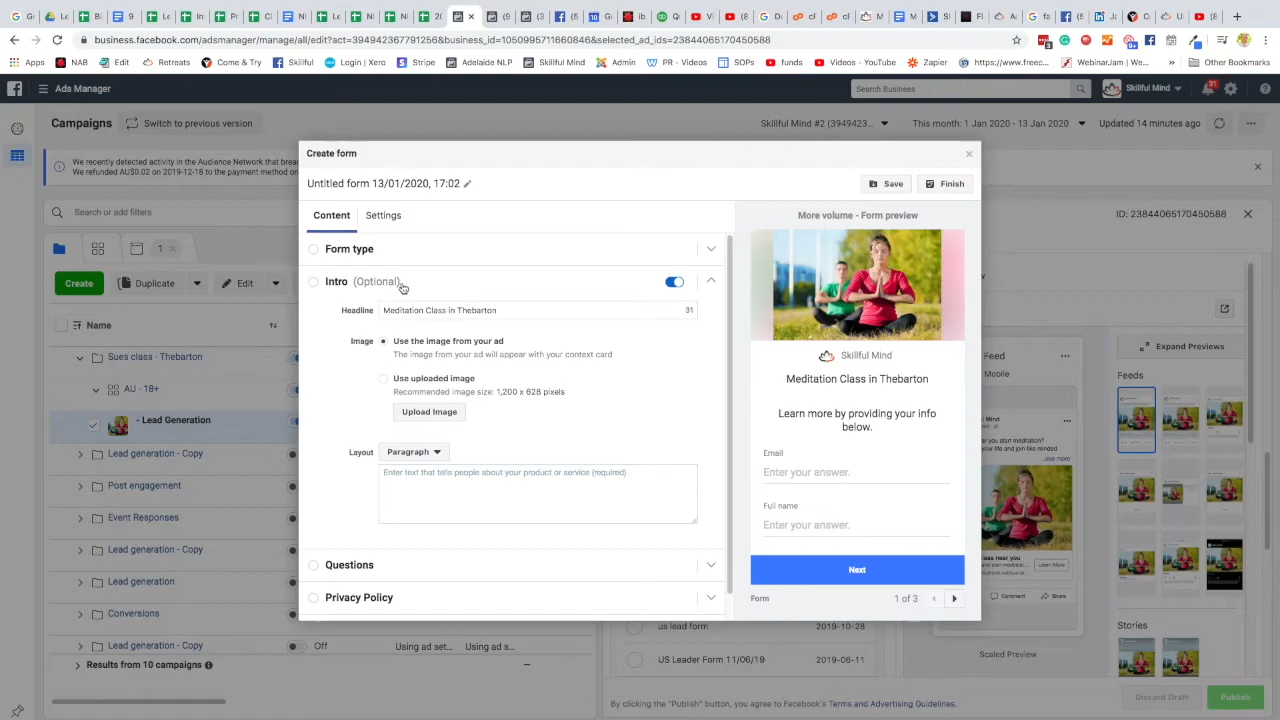 business.facebook.com/adsmanager/manage/all/edit?act=394942367791256&business_id=1050995711660846&selected_ad_ids=23844065170450588
Apps NAB Edit Retreats Come & Try Skillful Login | Xero Stripe Adelaide NLP Skillful Mind Admin PR - Videos SOPs funds Videos - YouTube Zapier https://www.freec... WebinarJam | We... » Other Bookmarks
Ads Manager
Search Business
Skillful Mind
31
Campaigns
Switch to previous version
Skillful Mind #2 (3949423...
This month: 1 Jan 2020 - 13 Jan 2020
Updated 14 minutes ago
We recently detected activity in the Audience Network that brea
We refunded AU$0.02 on 2019-12-18 to the payment method on
Search or add filters
ID: 23844065170450588
1
Create
Duplicate
Edit
Name
Sues class - Thebarton
AU - 18+
- Lead Generation
Lead generation - Copy
Post engagement
Event Responses
Lead generation - Copy
Lead generation
Conversions
Lead generation - Copy
Off
Using ad set...
Using ad s...
Results from 10 campaigns
Create form
Untitled form 13/01/2020, 17:02
Save
Finish
Content
Settings
Form type
Intro (Optional)
Headline
Meditation Class in Thebarton
31
Image
Use the image from your ad
The image from your ad will appear with your context card
Use uploaded image
Recommended image size: 1,200 x 628 pixels
Upload Image
Layout
Paragraph
Enter text that tells people about your product or service (required)
Questions
Privacy Policy
More volume - Form preview
Skillful Mind
Meditation Class in Thebarton
Learn more by providing your info
below.
Email
Enter your answer.
Full name
Enter your answer.
Next
Form
1 of 3
us lead form
2019-10-28
US Leader Form 11/06/19
2019-06-11
Feed
Mobile
...see more
Learn More
Comment
Share
Scaled Preview
Expand Previews
Feeds
Stories
By clicking the "Publish" button, you agree to Facebook's Terms and Advertising Guidelines.
Discard Draft
Publish